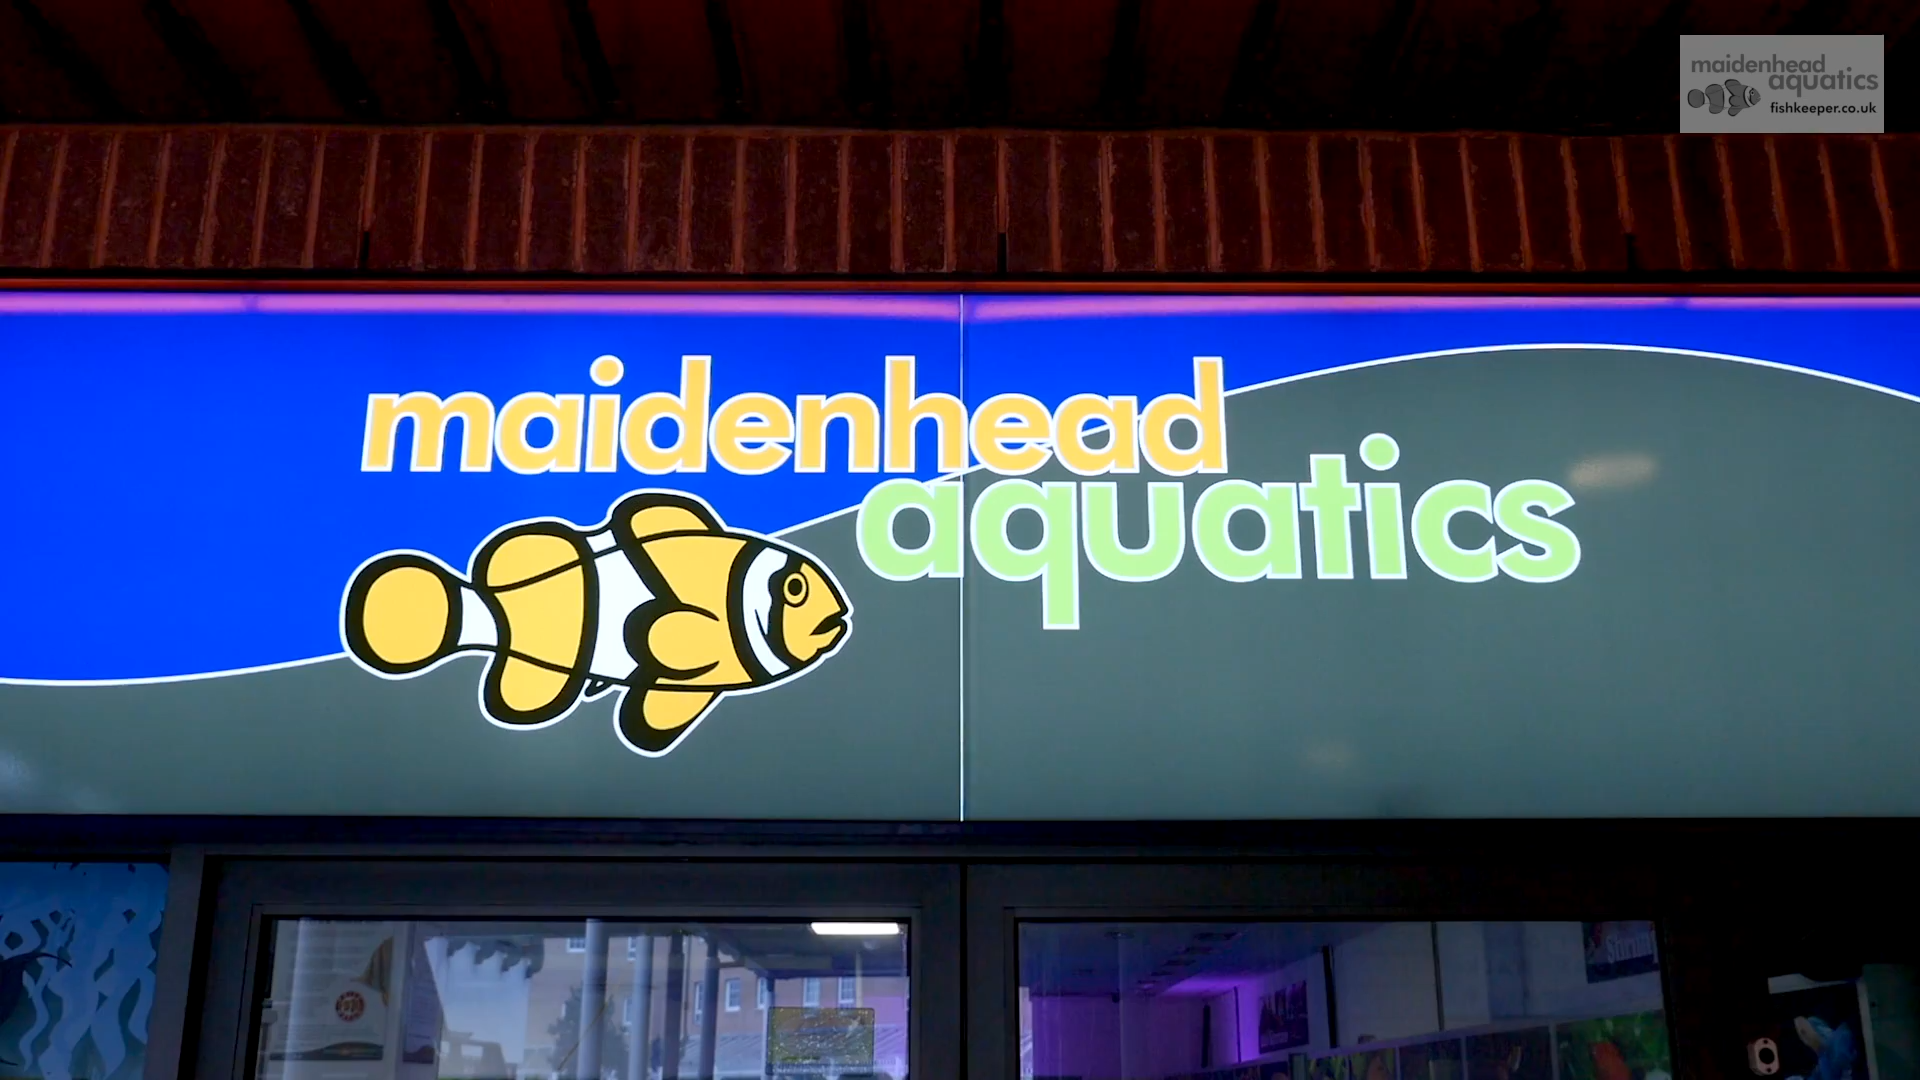 maidenhead
aquatics
fishkeeper.co.uk
maidenhead
aquatics